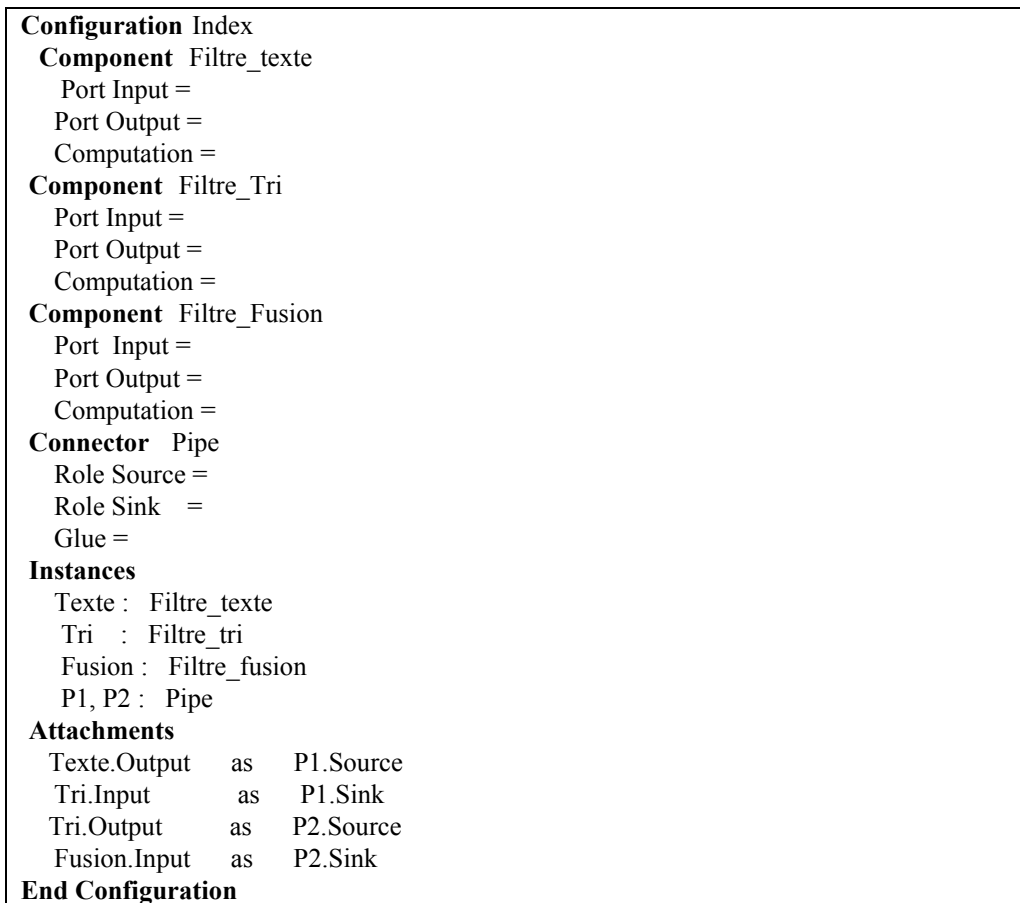 Configuration Index
Component Filtre_texte
Port Input =
Port Output =
Computation =
Component Filtre_Tri
Port Input =
Port Output =
Computation =
Component Filtre_Fusion
Port Input =
Port Output =
Computation =
Connector Pipe
Role Source =
Role Sink =
Glue =
Instances
Texte : Filtre_texte
Tri : Filtre_tri
Fusion : Filtre_fusion
P1, P2 : Pipe
Attachments
Texte.Output as P1.Source
Tri.Input as P1.Sink
Tri.Output as P2.Source
Fusion.Input as P2.Sink
End Configuration